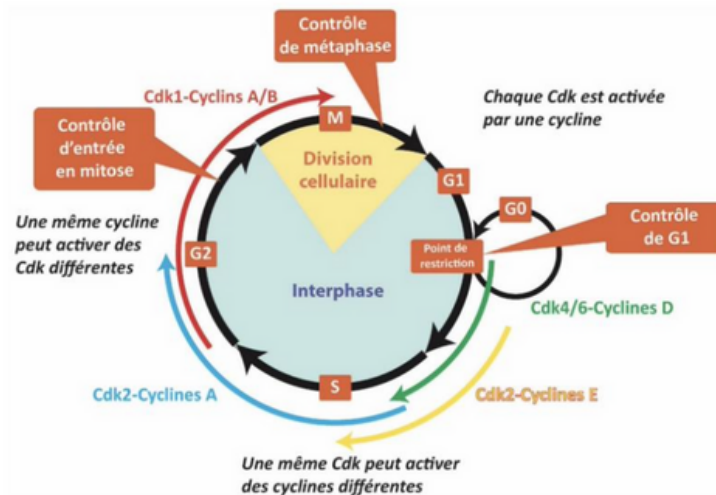 Contrôle
de métaphase
Cdk1-Cyclins A/B
Chaque Cdk est activée
par une cycline
Contrôle
d'entrée
en mitose
M
Division
cellulaire
G1
G0
Une même cycline
peut activer des
Cdk différentes
G2
Point de
restriction
Contrôle
de G1
Interphase
Cdk4/6-Cyclines D
Cdk2-Cyclines A
S
Cdk2-Cyclines E
Une même Cdk peut activer
des cyclines différentes